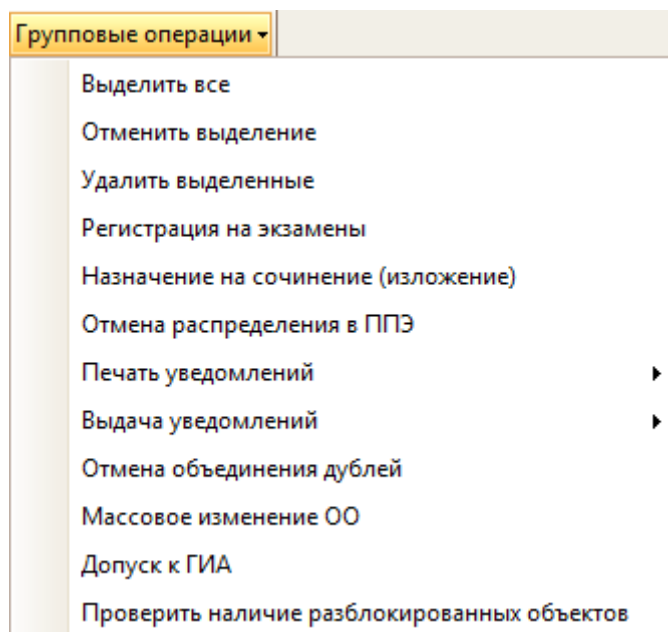 Групповые операции
Выделить все
Отменить выделение
Удалить выделенные
Регистрация на экзамены
Назначение на сочинение (изложение)
Отмена распределения в ППЭ
Печать уведомлений
Выдача уведомлений
Отмена объединения дублей
Массовое изменение ОО
Допуск к ГИА
Проверить наличие разблокированных объектов